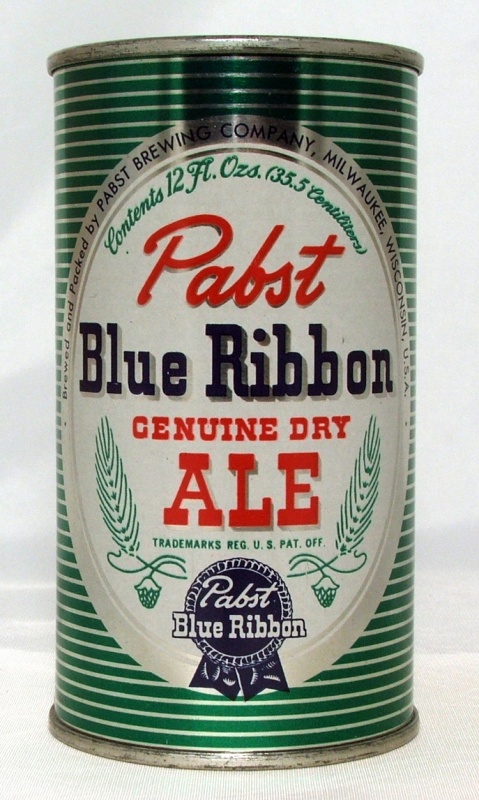 Brewed and Packed by PABST BREWING COMPANY, MILWAUKEE, WISCONSIN, U.S.A.
Contents 12 Fl. Ozs. (35.5 Centiliters)
Pabst
Blue Ribbon
GENUINE DRY
ALE
TRADEMARKS REG. U.S. PAT. OFF.
Pabst
Blue Ribbon